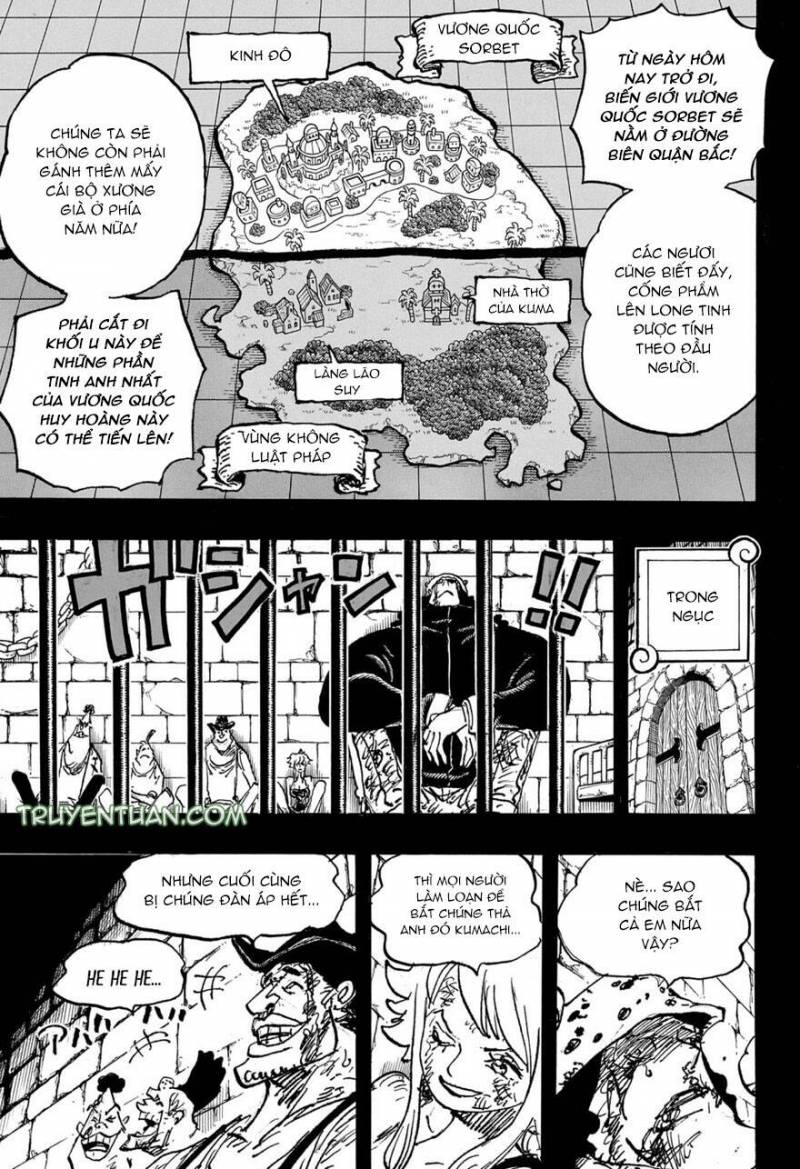 TỪ NGÀY HÔM
NAY TRỞ ĐI,
BIÊN GIỚI VƯƠNG
QUỐC SORBET SẼ
NẰM Ở ĐƯỜNG
BIÊN QUẬN BẮC!
VƯƠNG QUỐC
SORBET
KINH ĐÔ
CHÚNG TA SẼ
KHÔNG CÒN PHẢI
GÁNH THÊM MẤY
CÁI BỘ XƯƠNG
GIÀ Ở PHÍA
NĂM NỮA!
CÁC NGƯƠI
CŨNG BIẾT ĐẤY,
CỐNG PHẨM
LÊN LONG TINH
ĐƯỢC TÍNH
THEO ĐẦU
NGƯỜI.
NHÀ THỜ
CỦA KUMA
LÀNG LÃO
SUY
VÙNG KHÔNG
LUẬT PHÁP
PHẢI CẮT ĐI
KHỐI U NÀY ĐỂ
NHỮNG PHẦN
TINH ANH NHẤT
CỦA VƯƠNG QUỐC
HUY HOÀNG NÀY
CÓ THỂ TIẾN LÊN!
TRONG
NGỤC
ガシャン!!
TRUYENTUAN.COM
NÈ... SAO
CHÚNG BẮT
CẢ EM NỮA
VẬY?
THÌ MỌI NGƯỜI
LÀM LOẠN ĐỂ
BẮT CHÚNG THẢ
ANH ĐÓ KUMACHI...
NHƯNG CUỐI CÙNG
BỊ CHÚNG ĐÀN ÁP HẾT...
HE HE HE...